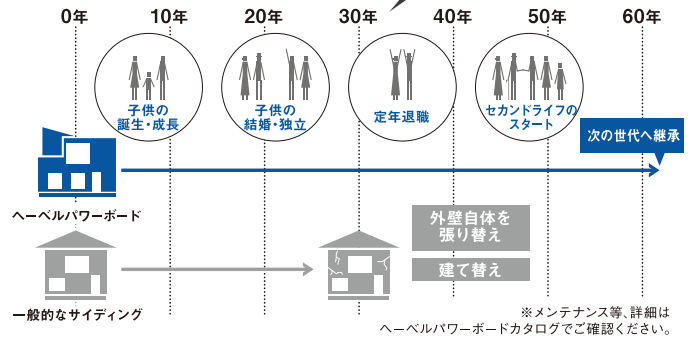 0年 10年 20年 30年 40年 50年 60年
子供の
誕生・成長
子供の
結婚・独立
定年退職
セカンドライフの
スタート
次の世代へ継承
ヘーベルパワーボード
外壁自体を
張り替え
建て替え
一般的なサイディング
※メンテナンス等、詳細は
ヘーベルパワーボードカタログでご確認ください。